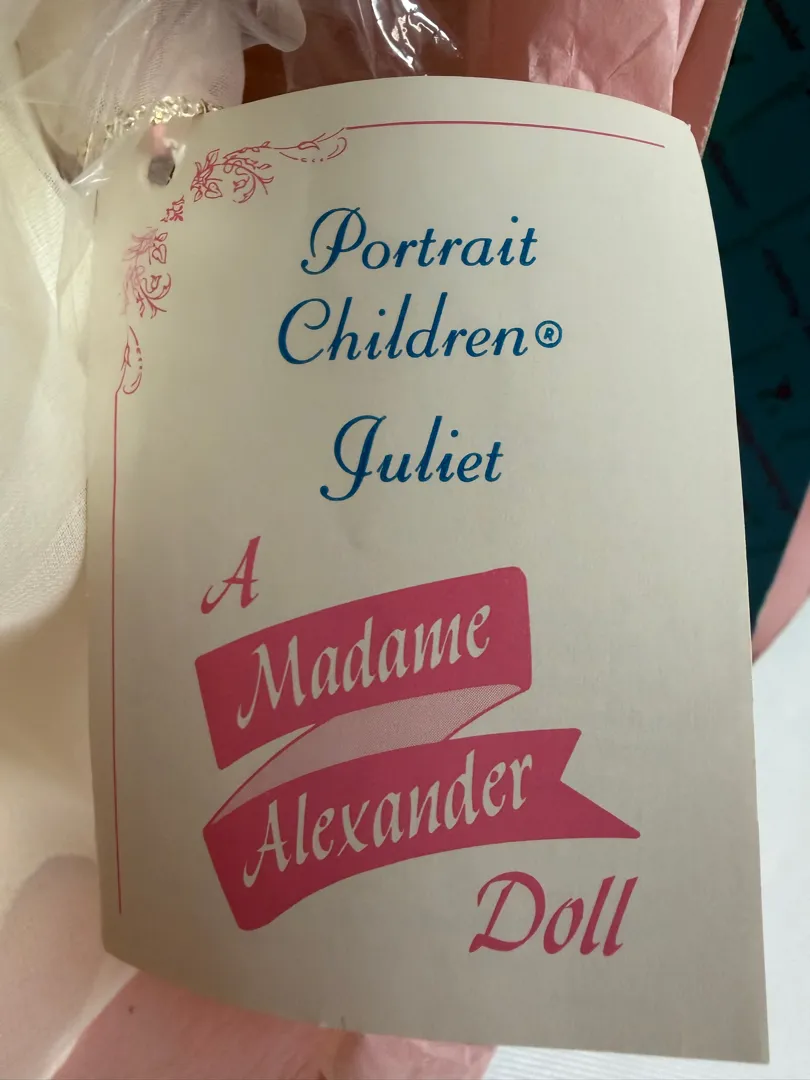 Portrait
Children®
Juliet
A
Madame
Alexander
Doll